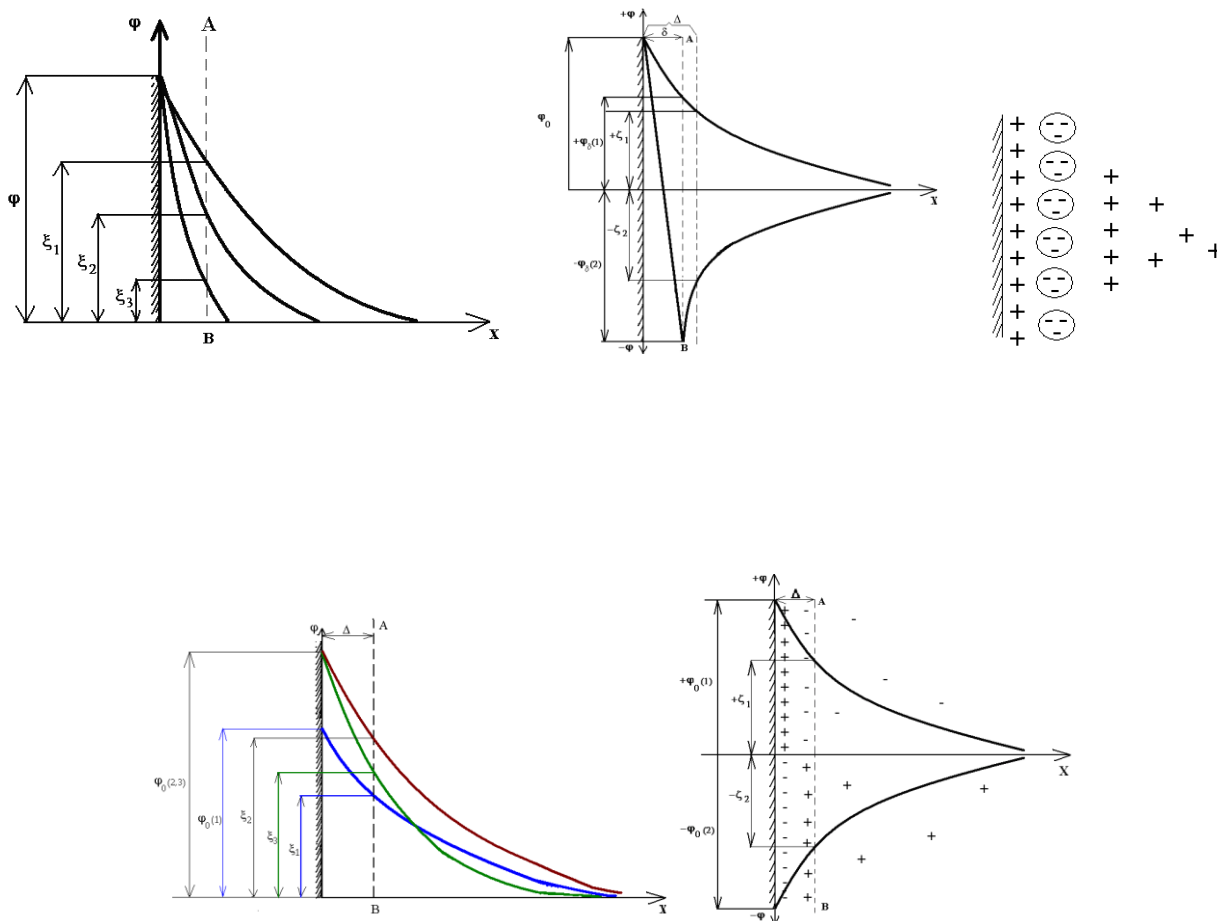 φ
A
φ
ξ1
ξ2
ξ3
B
X
+φ
Δ
δ
A
φ0
+φδ(1)
+ζ1
X
−ζ2
−φδ(2)
B
−φ
+ - - - + - - - + + - - - + + + + - - - + + + + - - - + + + + - - - + + + - - - +
φ
Δ
A
φ0(2,3)
φ0(1)
ξ2
ξ3
ξ1
B
X
+φ
Δ
A
+φ0(1)
+ζ1
X
−ζ2
−φ0(2)
B
−φ